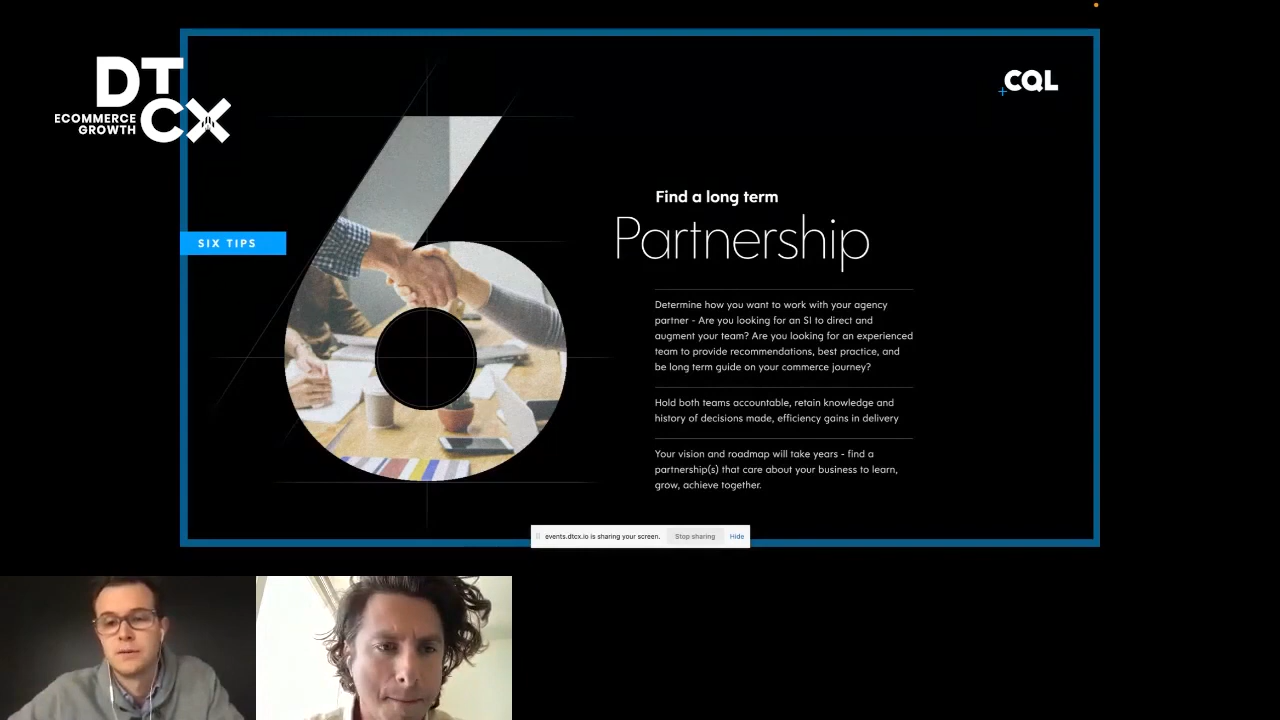 DT
CX
ECOMMERCE
GROWTH
CQL
SIX TIPS
6
Find a long term
Partnership
Determine how you want to work with your agency
partner - Are you looking for an SI to direct and
augment your team? Are you looking for an experienced
team to provide recommendations, best practice, and
be long term guide on your commerce journey?
Hold both teams accountable, retain knowledge and
history of decisions made, efficiency gains in delivery
Your vision and roadmap will take years - find a
partnership(s) that care about your business to learn,
grow, achieve together.
events.dtcx.io is sharing your screen. Stop sharing Hide